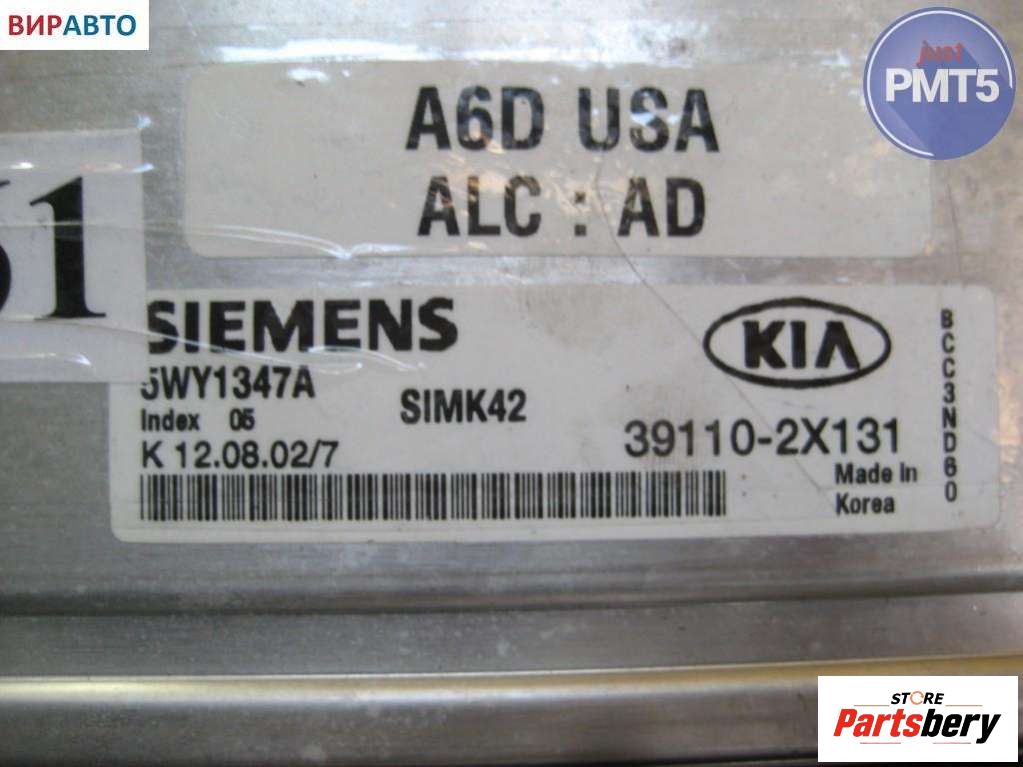 ВИРАВТО
just
PMT5
A6D USA
ALC : AD
51
SIEMENS
KIA
5WY1347A
SIMK42
Index 05
39110-2X131
K 12.08.02/7
Made In
Korea
BCC3ND60
STORE
Partsbery